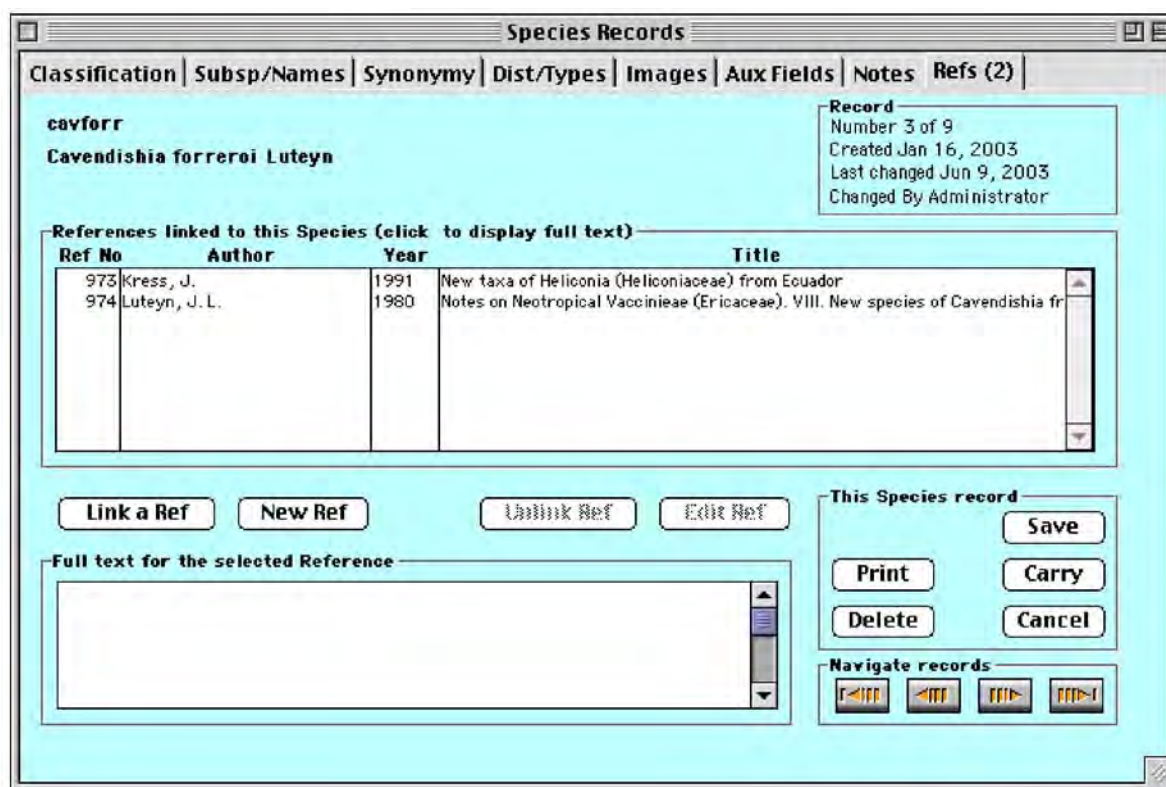 Species Records
Classification Subsp/Names Synonymy Dist/Types Images Aux Fields Notes Refs (2)
cavforr
Cavendishia forreroi Luteyn
Record
Number 3 of 9
Created Jan 16, 2003
Last changed Jun 9, 2003
Changed By Administrator
References linked to this Species (click to display full text)
Ref No Author Year Title
973 Kress, J. 1991 New taxa of Heliconia (Heliconiaceae) from Ecuador
974 Luteyn, J. L. 1980 Notes on Neotropical Vaccinieae (Ericaceae). VIII. New species of Cavendishia fr
Link a Ref New Ref Unlink Ref Edit Ref
Full text for the selected Reference
This Species record
Save
Print Carry
Delete Cancel
Navigate records